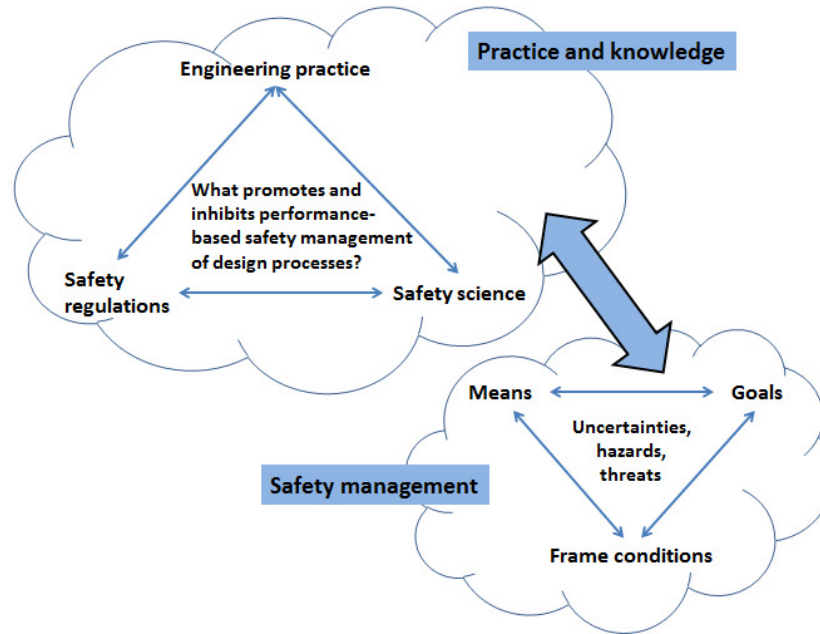 Practice and knowledge
Engineering practice
What promotes and
inhibits performance-
based safety management
of design processes?
Safety
regulations
Safety science
Means
Goals
Uncertainties,
hazards,
threats
Safety management
Frame conditions